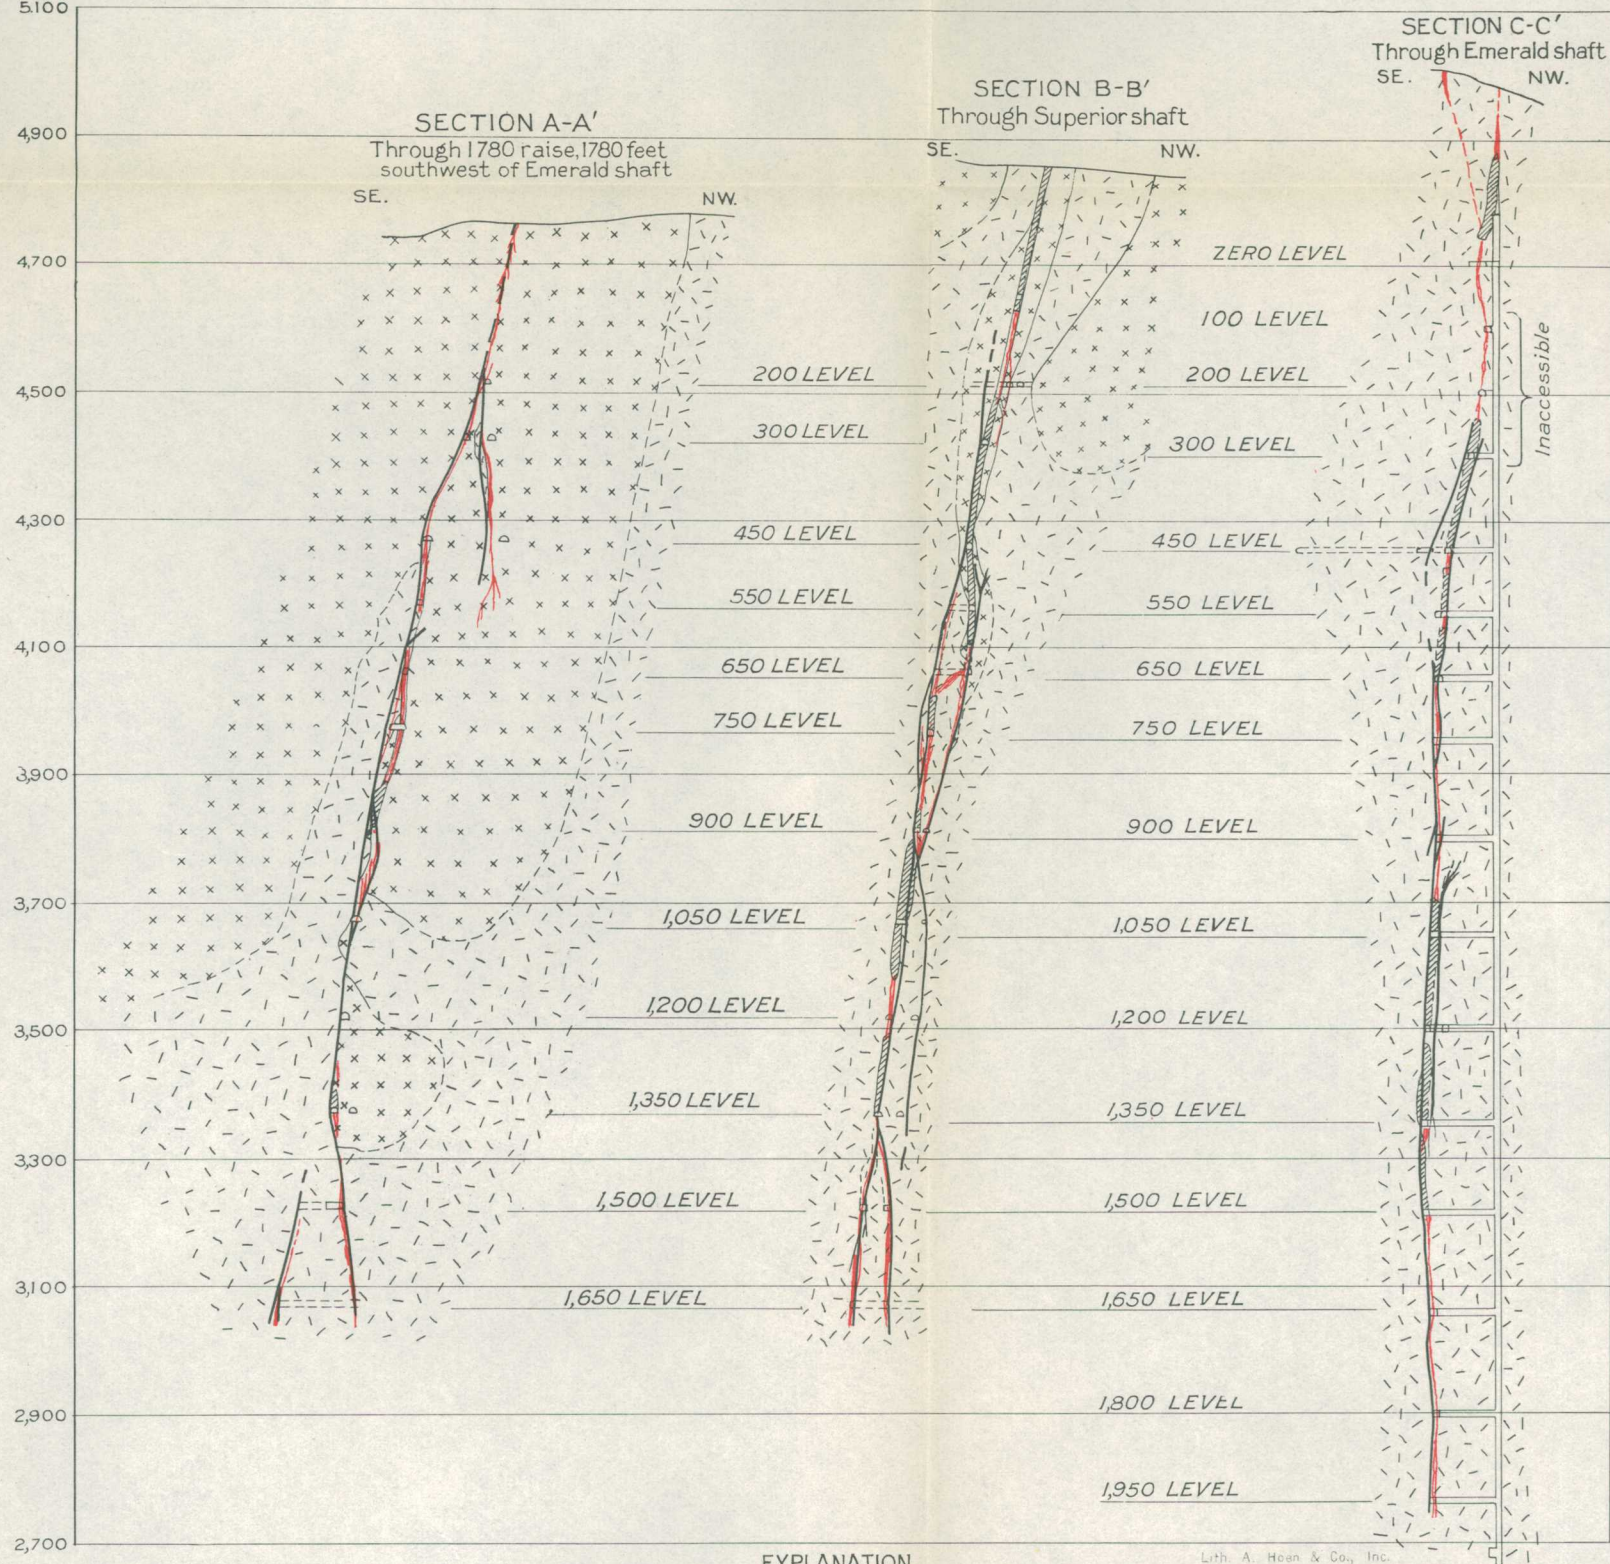 5,100
4,900
4,700
4,500
4,300
4,100
3,900
3,700
3,500
3,300
3,100
2,900
2,700
SECTION A-A'
Through 1780 raise, 1780 feet
southwest of Emerald shaft
SE. NW.
SECTION B-B'
Through Superior shaft
SE. NW.
SECTION C-C'
Through Emerald shaft
SE. NW.
200 LEVEL
300 LEVEL
450 LEVEL
550 LEVEL
650 LEVEL
750 LEVEL
900 LEVEL
1,050 LEVEL
1,200 LEVEL
1,350 LEVEL
1,500 LEVEL
1,650 LEVEL
ZERO LEVEL
100 LEVEL
200 LEVEL
300 LEVEL
450 LEVEL
550 LEVEL
650 LEVEL
750 LEVEL
900 LEVEL
1,050 LEVEL
1,200 LEVEL
1,350 LEVEL
1,500 LEVEL
1,650 LEVEL
1,800 LEVEL
1,950 LEVEL
Inaccessible
EXPLANATION
Lith. A. Hoen & Co., Inc.